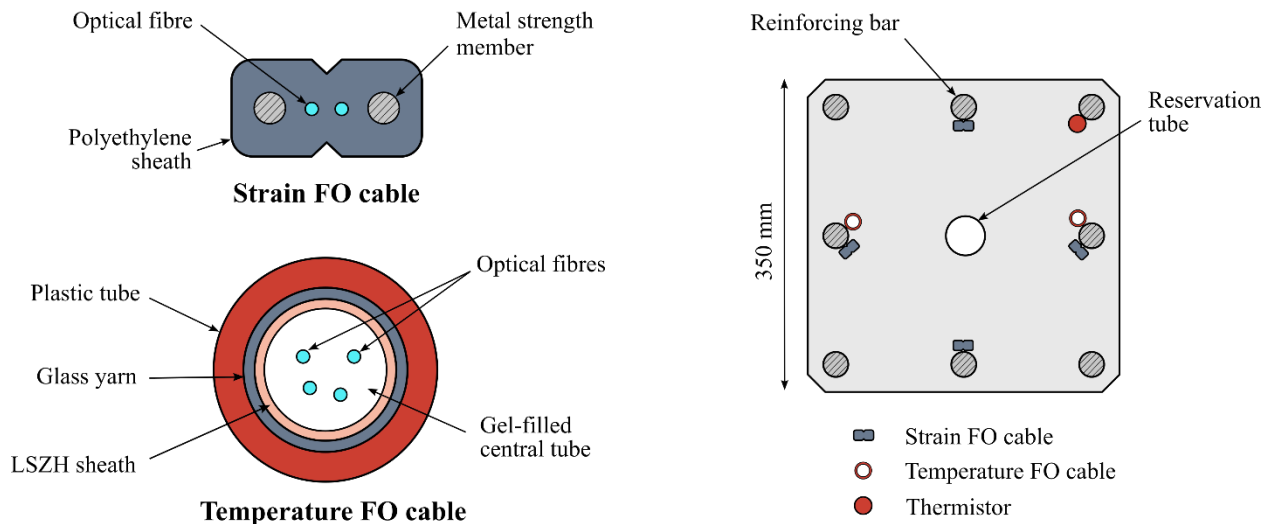 Optical fibre
Metal strength
member
Polyethylene
sheath
Strain FO cable
Plastic tube
Optical fibres
Glass yarn
LSZH sheath
Gel-filled
central tube
Temperature FO cable
Reinforcing bar
Reservation
tube
350 mm
Strain FO cable
Temperature FO cable
Thermistor